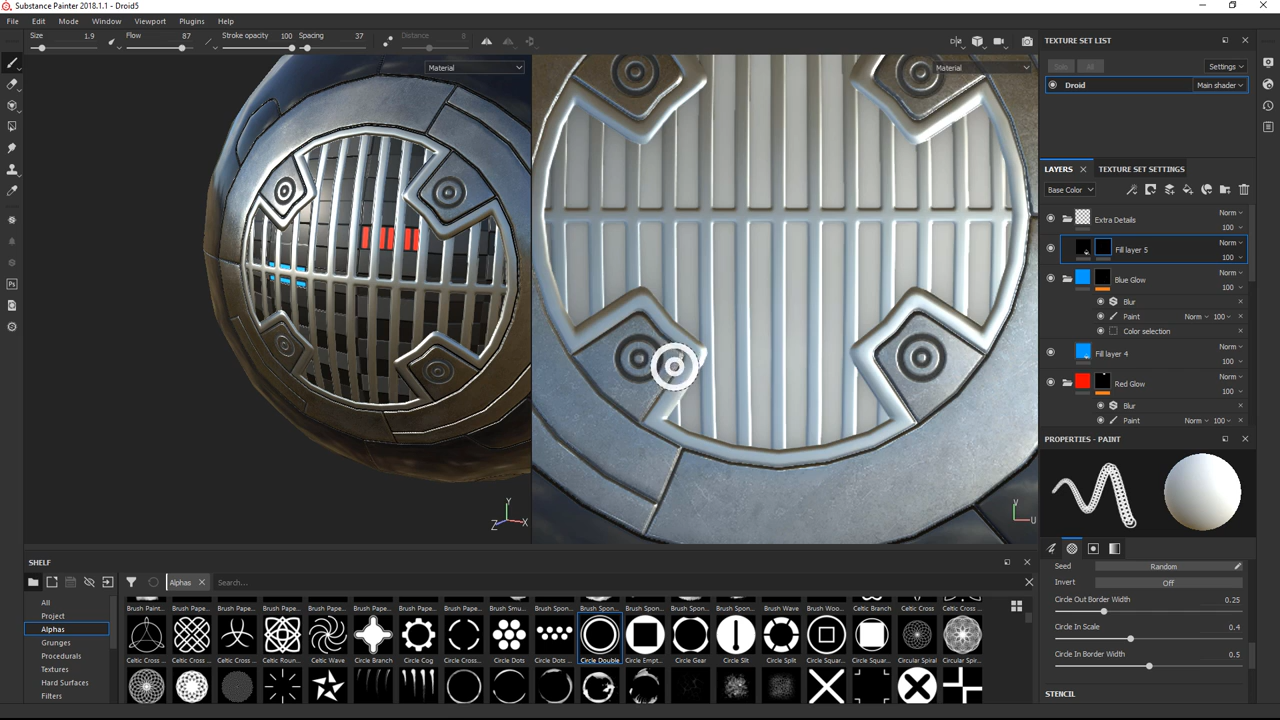 Substance Painter 2018.1.1 - Droid5
File Edit Mode Window Viewport Plugins Help
Size 1.9 Flow 87 Stroke opacity 100 Spacing 37 Distance 8
Material
Material
TEXTURE SET LIST
Solo All Settings
Droid Main shader
LAYERS TEXTURE SET SETTINGS
Base Color
Extra Details Norm 100
Fill layer 5 Norm 100
Blue Glow Norm 100
Blur
Paint Norm 100
Color selection
Fill layer 4 Norm 100
Red Glow Norm 100
Blur
Paint Norm 100
PROPERTIES - PAINT
Seed Random
Invert Off
Circle Out Border Width 0.25
Circle In Scale 0.4
Circle In Border Width 0.5
STENCIL
Y
Z X
V
U
SHELF
Alphas Search...
All
Project
Alphas
Grunges
Procedurals
Textures
Hard Surfaces
Filters
Brush Paint... Brush Pape... Brush Pape... Brush Pape... Brush Pape... Brush Pape... Brush Pape... Brush Pape... Brush Smu... Brush Spon... Brush Spon... Brush Spon... Brush Spon... Brush Spon... Brush Wave Brush Woo... Celtic Branch Celtic Cross Celtic Cross ...
Celtic Cross ... Celtic Cross ... Celtic Cross ... Celtic Roun... Celtic Wave Circle Branch Circle Cog Circle Cross... Circle Dots Circle Dots ... Circle Double Circle Empt... Circle Gear Circle Slit Circle Split Circle Squar... Circle Squar... Circular Spiral Circular Spir...